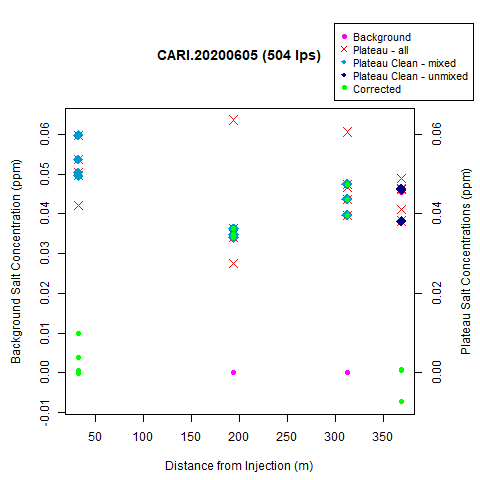 CARI.20200605 (504 lps)
Background
Plateau - all
Plateau Clean - mixed
Plateau Clean - unmixed
Corrected
Background Salt Concentration (ppm)
0.06
0.05
0.04
0.03
0.02
0.01
0.00
-0.01
0.06
0.04
0.02
0.00
Plateau Salt Concentrations (ppm)
50 100 150 200 250 300 350
Distance from Injection (m)